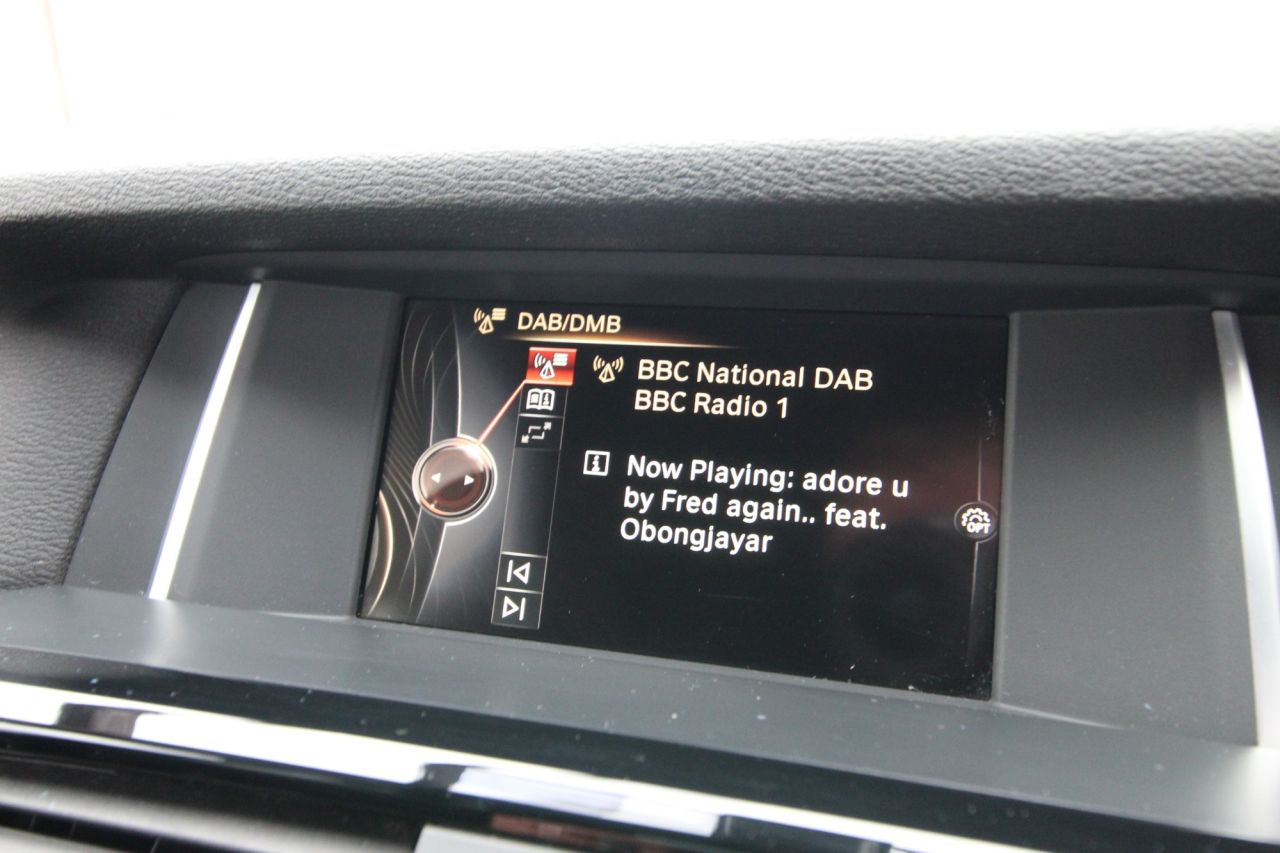 DAB/DMB
BBC National DAB
BBC Radio 1
Now Playing: adore u
by Fred again.. feat.
Obongjayar
OPT